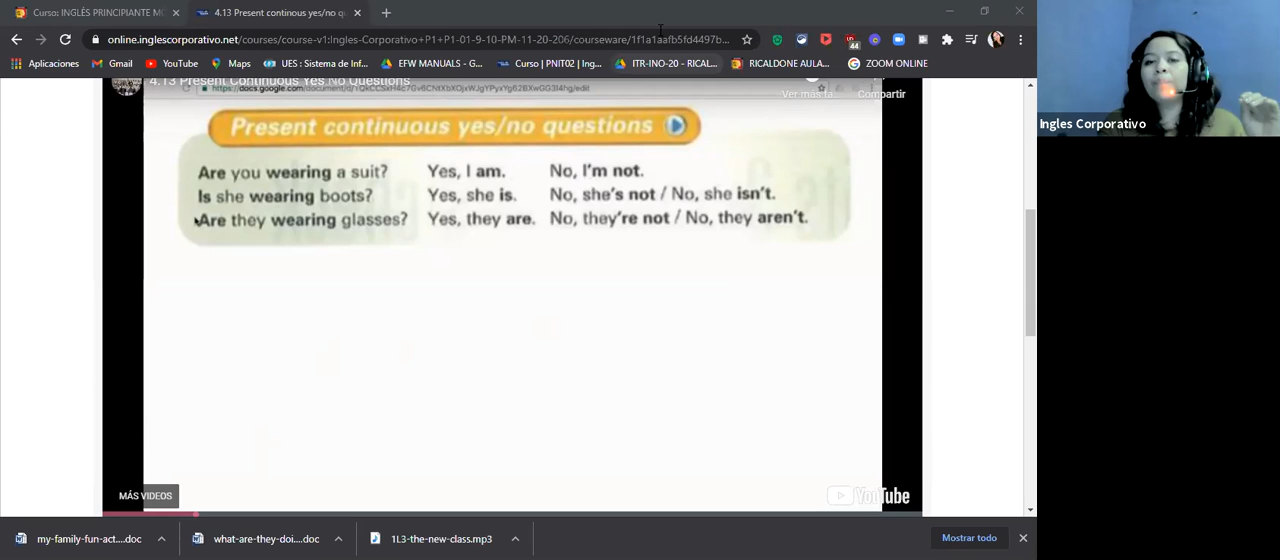 Curso: INGLÉS PRINCIPIANTE MO
4.13 Present continous yes/no qu
online.inglescorporativo.net/courses/course-v1:Ingles-Corporativo+P1+P1-01-9-10-PM-11-20-206/courseware/1f1a1aafb5fd4497b...
Aplicaciones
Gmail
YouTube
Maps
UES : Sistema de Inf...
EFW MANUALS - G...
Curso | PNIT02 | Ing...
ITR-INO-20 - RICAL...
RICALDONE AULA...
ZOOM ONLINE
44
4.13 Present Continuous Yes No Questions
Ver más ta...
Compartir
Present continuous yes/no questions
Are you wearing a suit? Yes, I am. No, I'm not.
Is she wearing boots? Yes, she is. No, she's not / No, she isn't.
Are they wearing glasses? Yes, they are. No, they're not / No, they aren't.
MÁS VIDEOS
YouTube
Ingles Corporativo
my-family-fun-act....doc
what-are-they-doi....doc
1L3-the-new-class.mp3
Mostrar todo